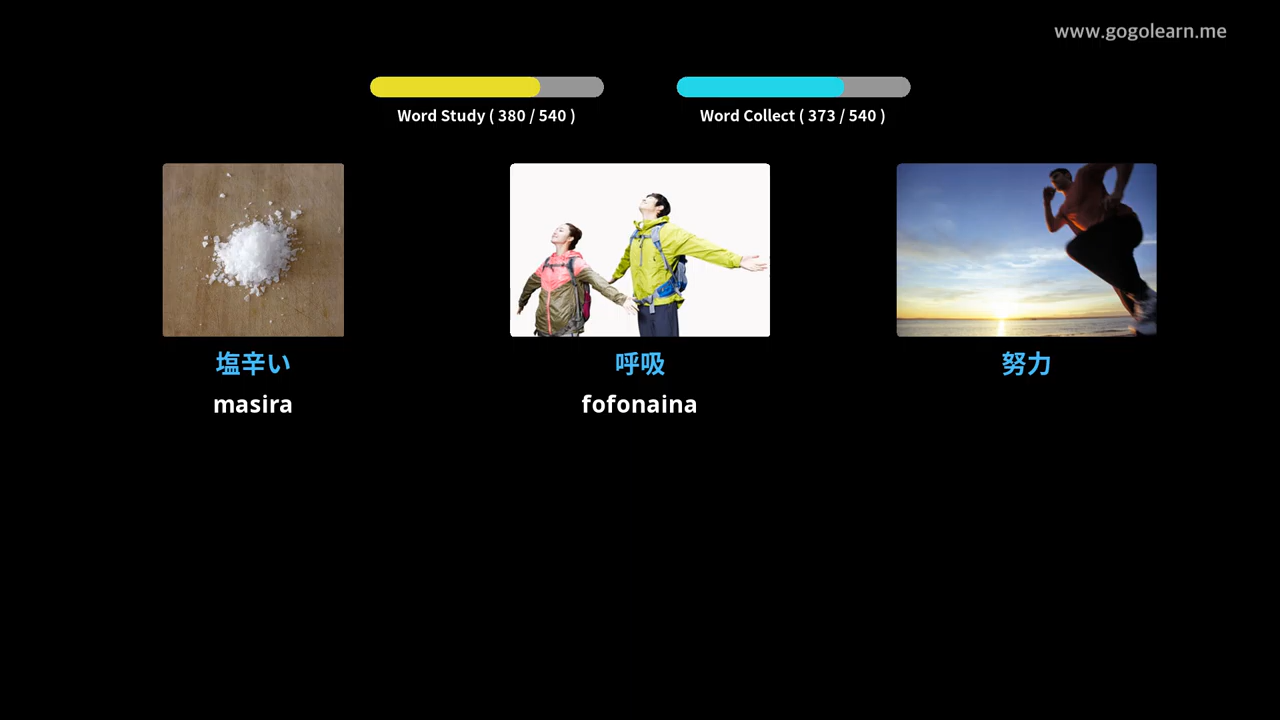 www.gogolearn.me
Word Study ( 380 / 540 )
Word Collect ( 373 / 540 )
塩辛い
masira
呼吸
fofonaina
努力